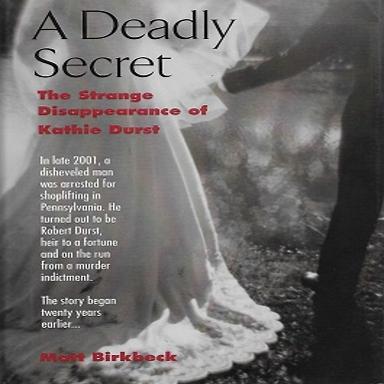 A Deadly
Secret
The Strange
Disappearance of
Kathie Durst
In late 2001, a
disheveled man
was arrested for
shoplifting in
Pennsylvania. He
turned out to be
Robert Durst,
heir to a fortune
and on the run
from a murder
indictment.
The story began
twenty years
earlier...
Matt Birkbeck